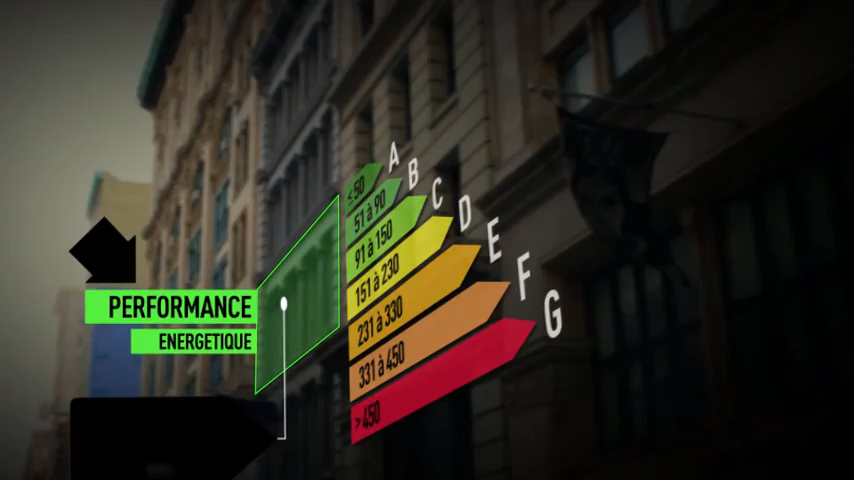 PERFORMANCE
ENERGETIQUE
≤50 A
51 à 90 B
91 à 150 C
151 à 230 D
231 à 330 E
331 à 450 F
>450 G